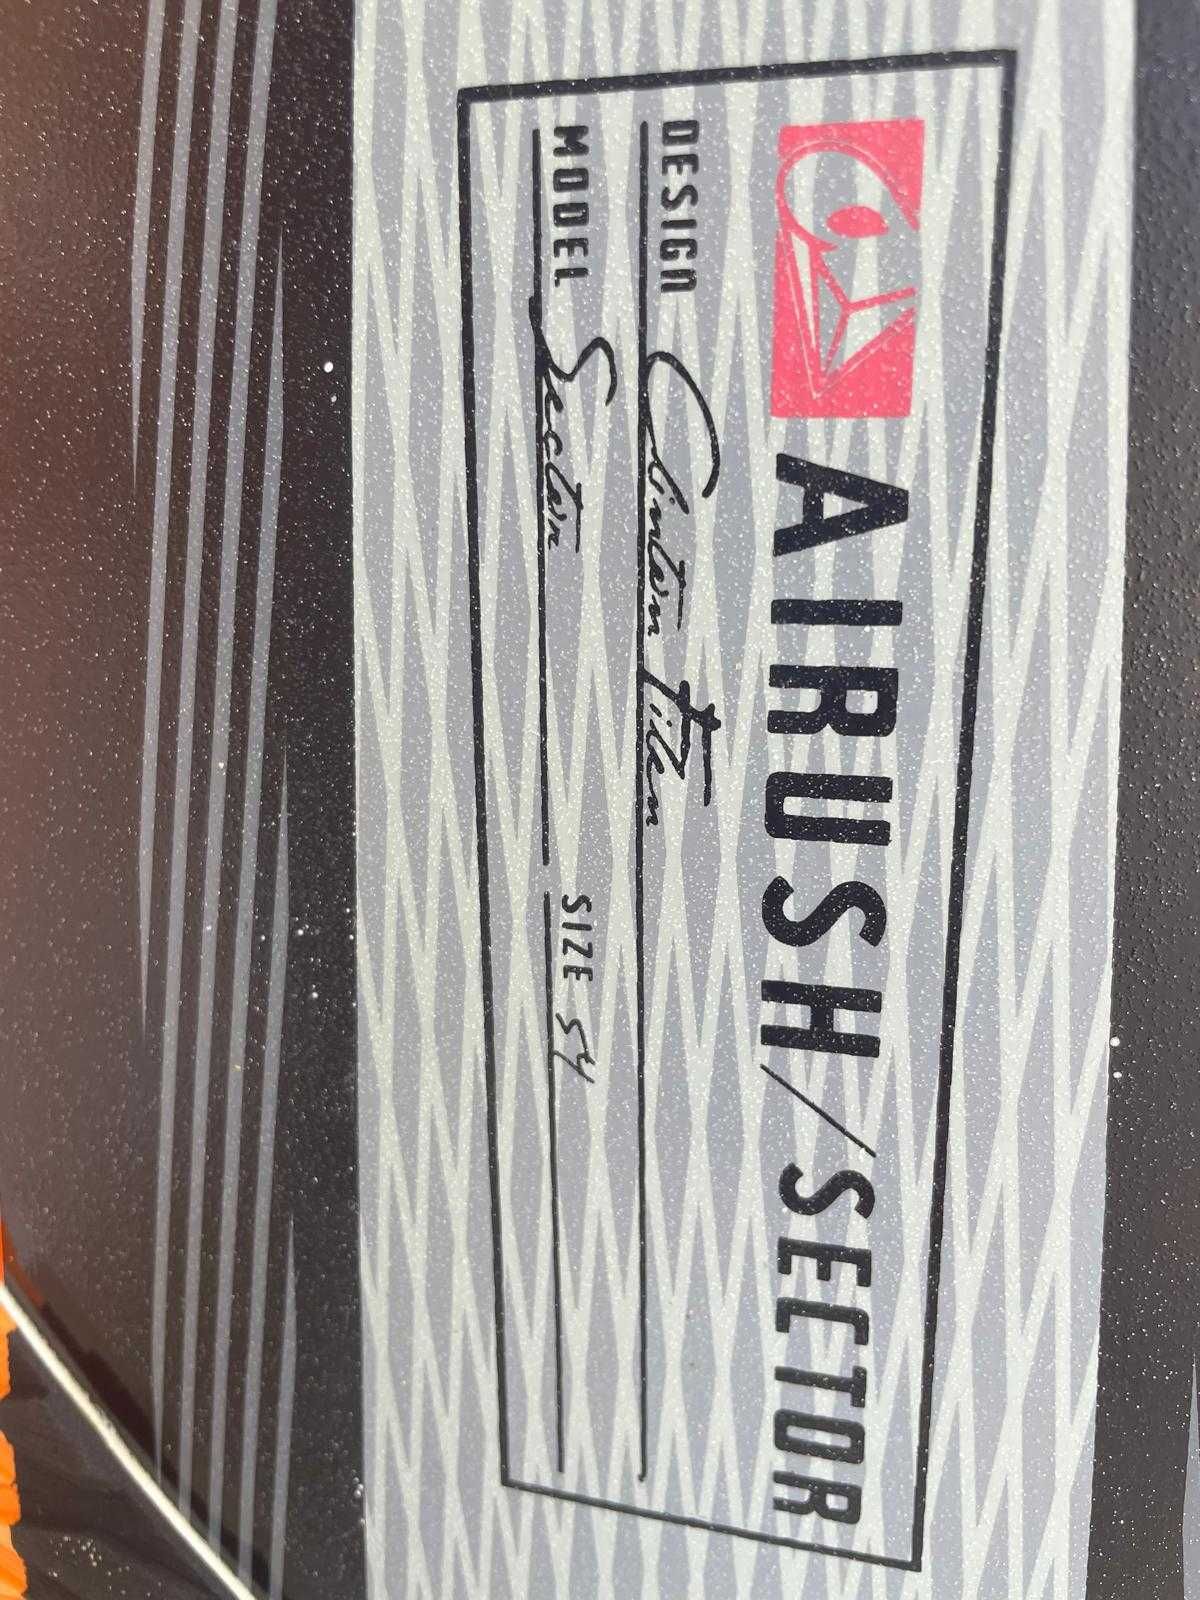 AIRUSH/SECTOR
DESIGN Clinton Filen
MODEL Sector SIZE 54